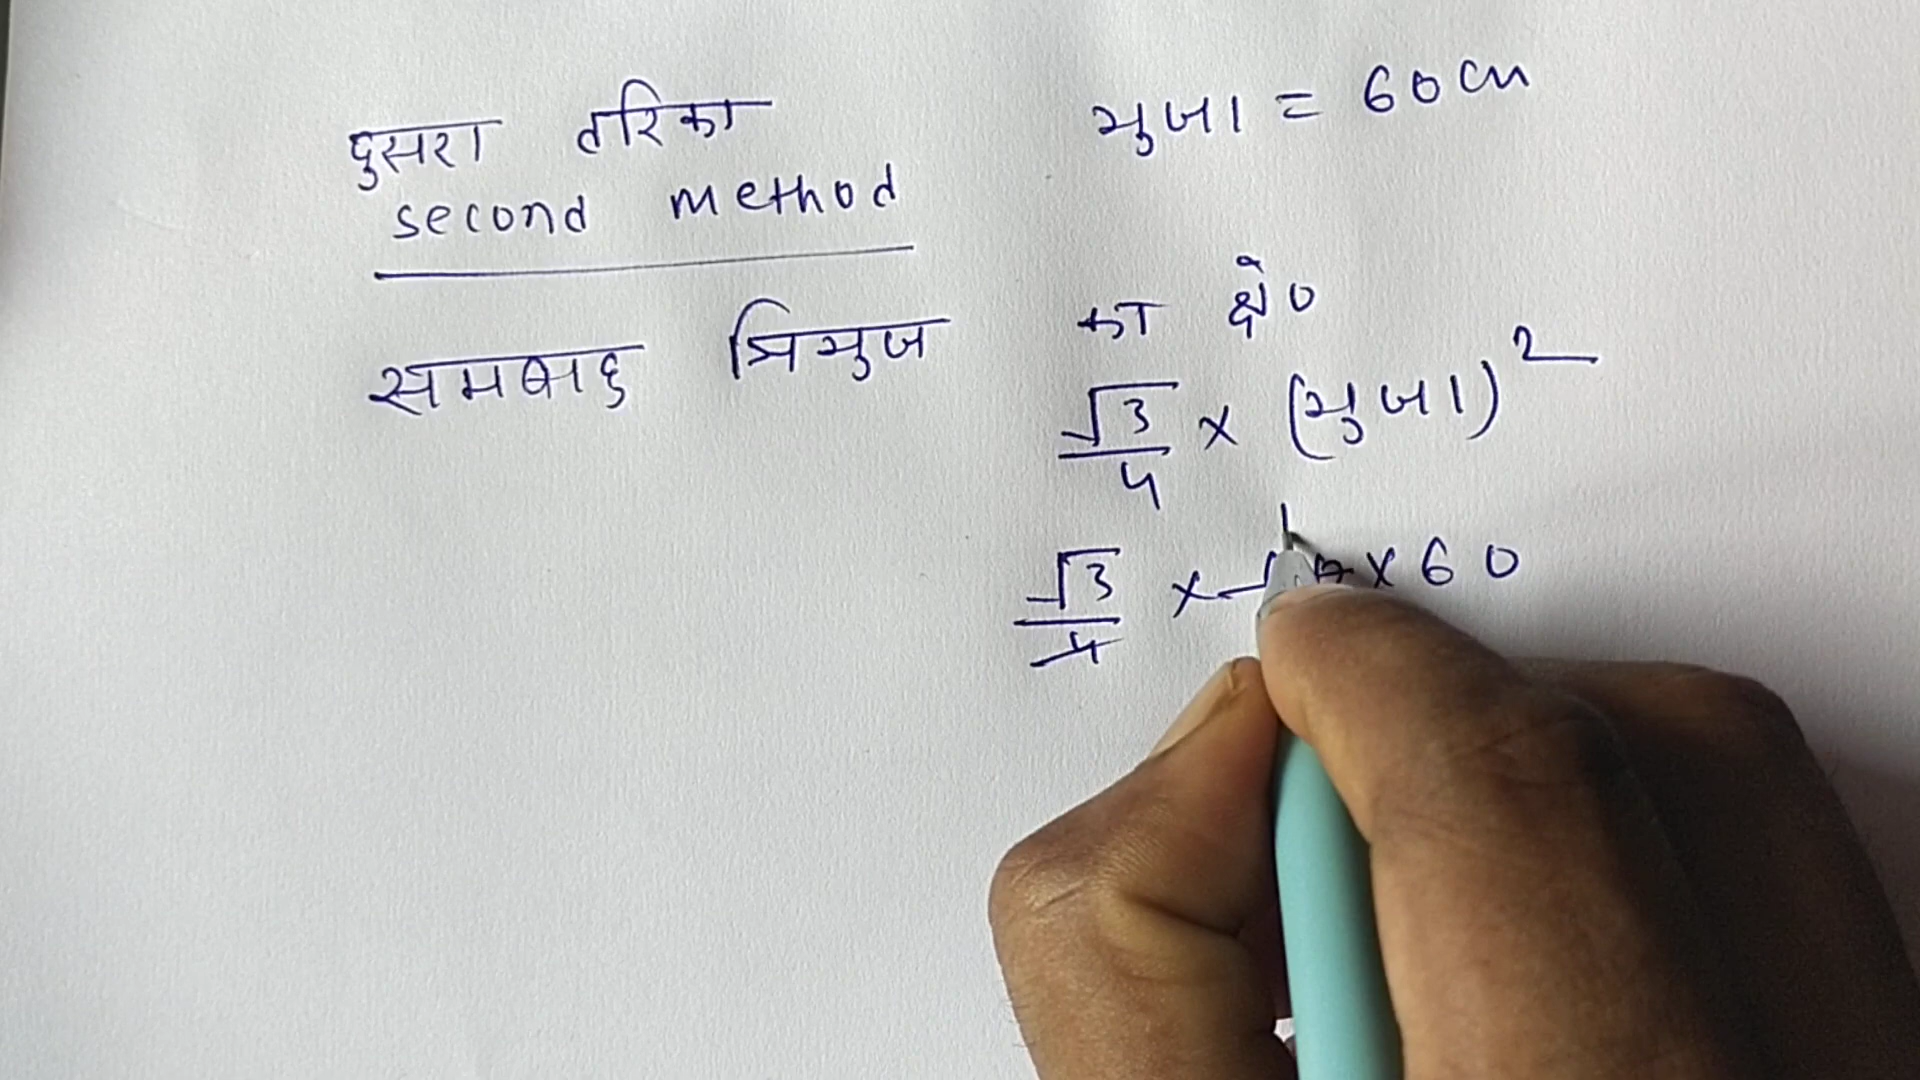 दुसरा तरिका
second method
भुजा = 60 cm
समबाहु त्रिभुज का क्षे०
√3/4 × (भुजा)²
√3/4 × × 60